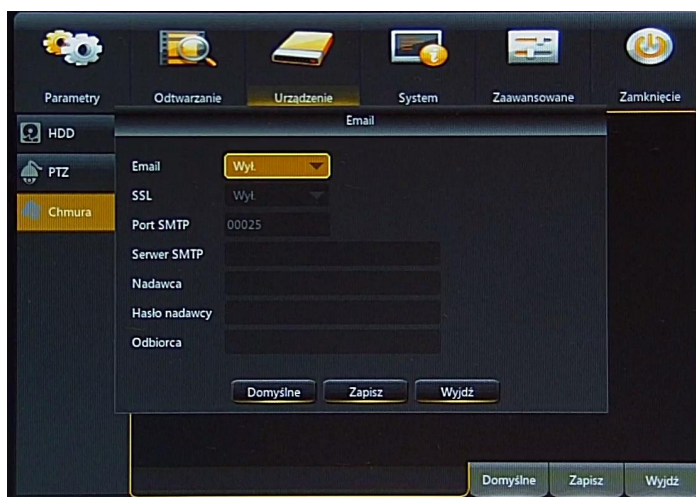 Parametry Odtwarzanie Urządzenie System Zaawansowane Zamknięcie
Email
HDD
PTZ
Chmura
Email Wył.
SSL Wył.
Port SMTP 00025
Serwer SMTP
Nadawca
Hasło nadawcy
Odbiorca
Domyślne Zapisz Wyjdź
Domyślne Zapisz Wyjdź